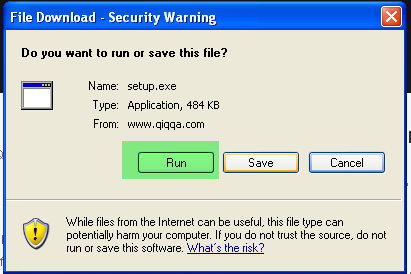 File Download - Security Warning
Do you want to run or save this file?
Name: setup.exe
Type: Application, 484 KB
From: www.qiqqa.com
Run Save Cancel
While files from the Internet can be useful, this file type can
potentially harm your computer. If you do not trust the source, do not
run or save this software. What's the risk?